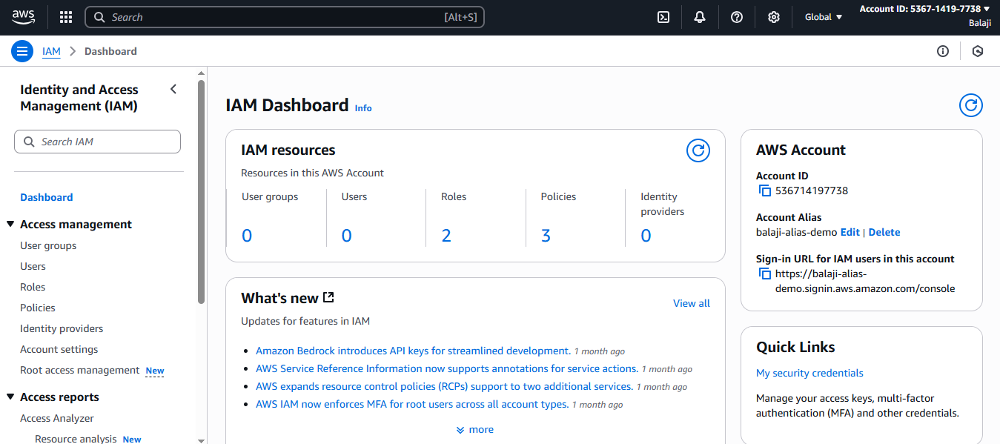 aws
Search
[Alt+S]
Global
Account ID: 5367-1419-7738
Balaji
IAM
Dashboard
Identity and Access
Management (IAM)
Search IAM
Dashboard
Access management
User groups
Users
Roles
Policies
Identity providers
Account settings
Root access management New
Access reports
Access Analyzer
Resource analysis New
IAM Dashboard Info
IAM resources
Resources in this AWS Account
User groups
0
Users
0
Roles
2
Policies
3
Identity
providers
0
What's new
View all
Updates for features in IAM
Amazon Bedrock introduces API keys for streamlined development. 1 month ago
AWS Service Reference Information now supports annotations for service actions. 1 month ago
AWS expands resource control policies (RCPs) support to two additional services. 1 month ago
AWS IAM now enforces MFA for root users across all account types. 1 month ago
more
AWS Account
Account ID
536714197738
Account Alias
balaji-alias-demo Edit | Delete
Sign-in URL for IAM users in this account
https://balaji-alias-
demo.signin.aws.amazon.com/console
Quick Links
My security credentials
Manage your access keys, multi-factor
authentication (MFA) and other credentials.